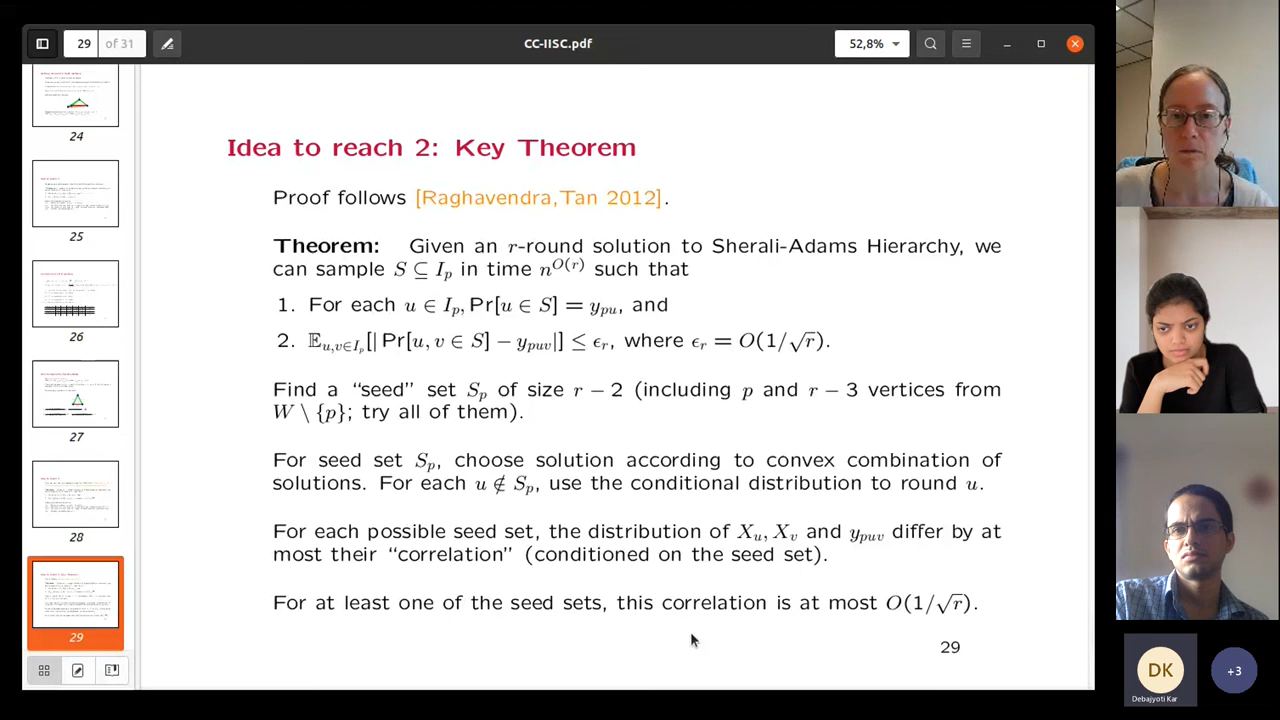 29 of 31
CC-IISC.pdf
52,8%
24
25
26
27
28
29
Idea to reach 2: Key Theorem
Proof follows [Raghavendra,Tan 2012].
Theorem: Given an r-round solution to Sherali-Adams Hierarchy, we
can sample S ⊆ I_p in time n^{O(r)} such that
1. For each u ∈ I_p, Pr[u ∈ S] = y_{pu}, and
2. 𝔼_{u,v∈I_p}[| Pr[u, v ∈ S] − y_{puv}|] ≤ ϵ_r, where ϵ_r = O(1/√r).
Find a “seed” set S_p of size r − 2 (including p and r − 3 vertices from
W \ {p}; try all of them).
For seed set S_p, choose solution according to convex combination of
solutions. For each u ∉ S_p, use the conditional distribution to round u.
For each possible seed set, the distribution of X_u, X_v and y_{puv} differ by at
most their “correlation” (conditioned on the seed set).
For at least one of the seed sets, this correlation is at most O(1/√r).
29
DK
Debajyoti Kar
+3